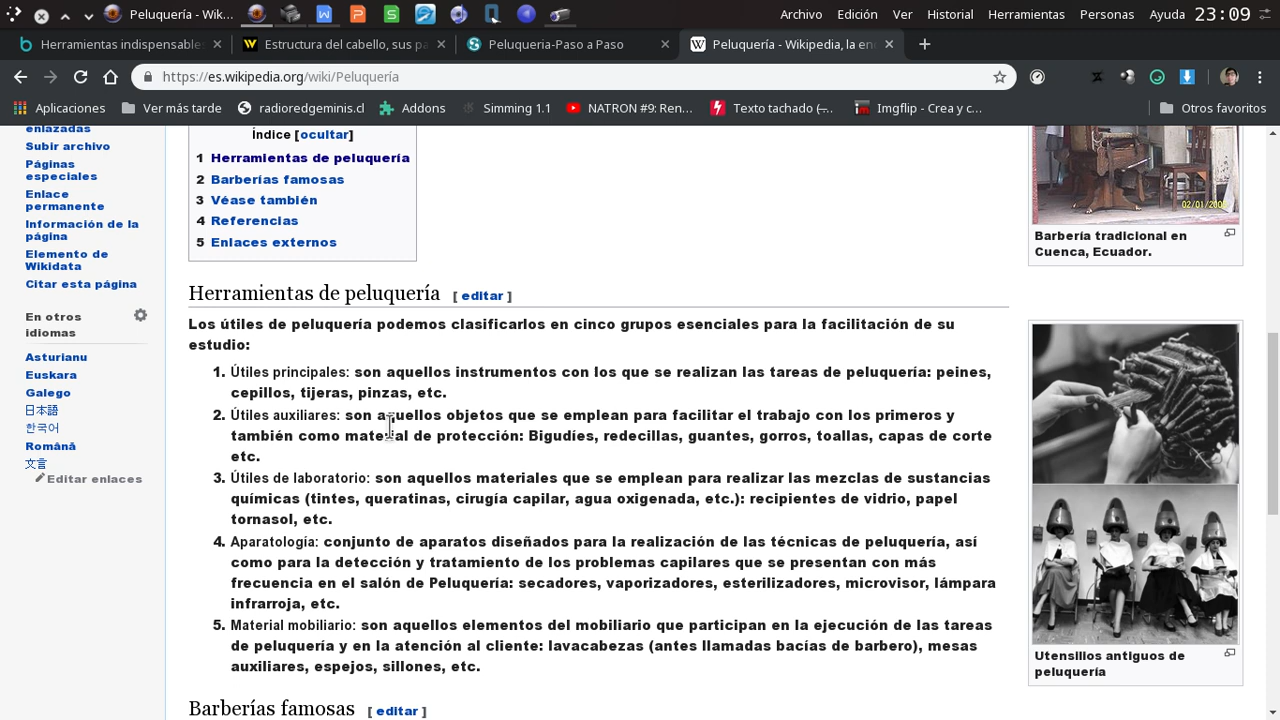 Peluquería - Wik...
Archivo Edición Ver Historial Herramientas Personas Ayuda 23:09
Herramientas indispensable
Estructura del cabello, sus pa
Peluqueria-Paso a Paso
Peluquería - Wikipedia, la en
https://es.wikipedia.org/wiki/Peluquería
Aplicaciones
Ver más tarde
radioredgeminis.cl
Addons
Simming 1.1
NATRON #9: Ren...
Texto tachado (̶...
Imgflip - Crea y c...
Otros favoritos
enlazadas
Subir archivo
Páginas
especiales
Enlace
permanente
Información de la
página
Elemento de
Wikidata
Citar esta página
En otros
idiomas
Asturianu
Euskara
Galego
日本語
한국어
Română
文言
Editar enlaces
Índice [ocultar]
1 Herramientas de peluquería
2 Barberías famosas
3 Véase también
4 Referencias
5 Enlaces externos
Herramientas de peluquería [ editar ]
Los útiles de peluquería podemos clasificarlos en cinco grupos esenciales para la facilitación de su
estudio:
1. Útiles principales: son aquellos instrumentos con los que se realizan las tareas de peluquería: peines,
cepillos, tijeras, pinzas, etc.
2. Útiles auxiliares: son aquellos objetos que se emplean para facilitar el trabajo con los primeros y
también como material de protección: Bigudíes, redecillas, guantes, gorros, toallas, capas de corte
etc.
3. Útiles de laboratorio: son aquellos materiales que se emplean para realizar las mezclas de sustancias
químicas (tintes, queratinas, cirugía capilar, agua oxigenada, etc.): recipientes de vidrio, papel
tornasol, etc.
4. Aparatología: conjunto de aparatos diseñados para la realización de las técnicas de peluquería, así
como para la detección y tratamiento de los problemas capilares que se presentan con más
frecuencia en el salón de Peluquería: secadores, vaporizadores, esterilizadores, microvisor, lámpara
infrarroja, etc.
5. Material mobiliario: son aquellos elementos del mobiliario que participan en la ejecución de las tareas
de peluquería y en la atención al cliente: lavacabezas (antes llamadas bacías de barbero), mesas
auxiliares, espejos, sillones, etc.
Barberías famosas [ editar ]
02/01/200
Barbería tradicional en
Cuenca, Ecuador.
Utensilios antiguos de
peluquería